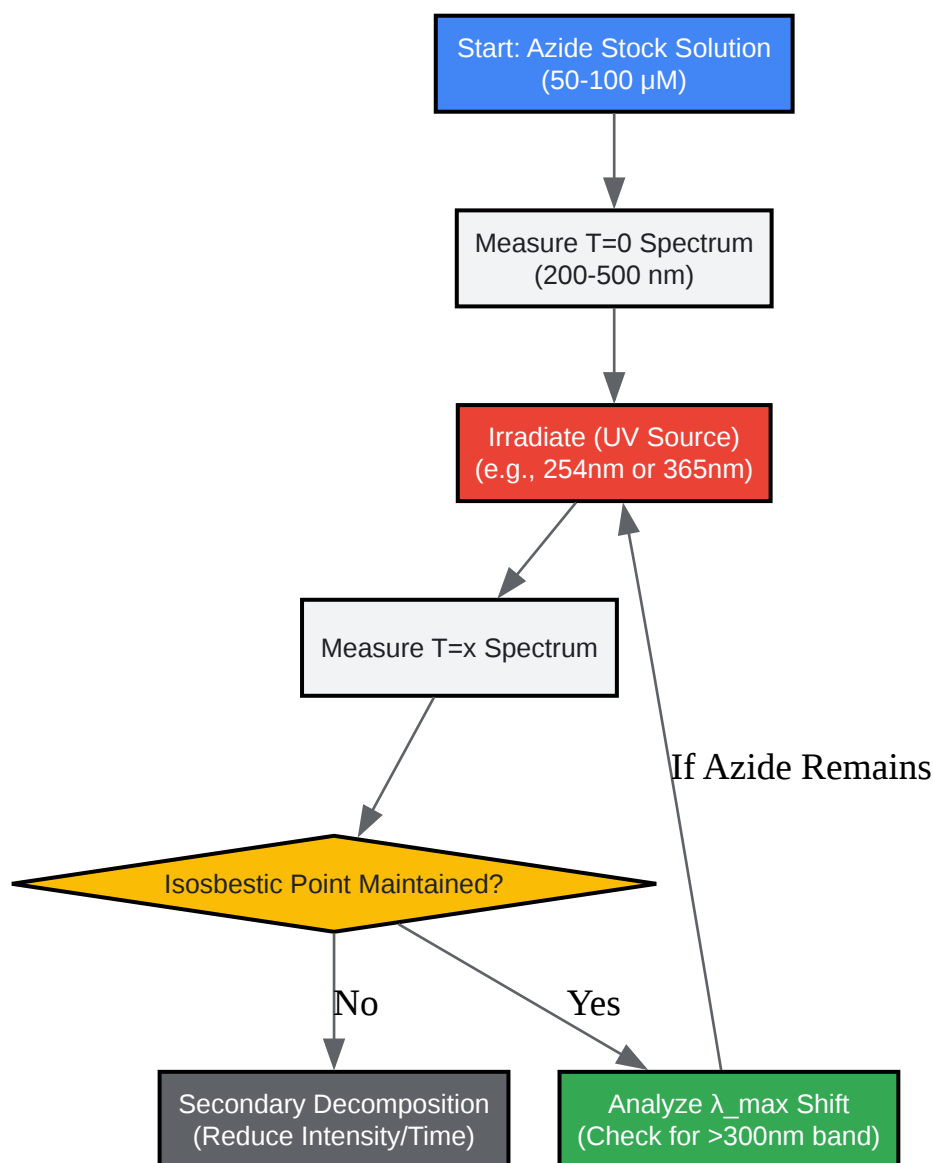 Start: Azide Stock Solution
(50-100 μM)
Measure T=0 Spectrum
(200-500 nm)
Irradiate (UV Source)
(e.g., 254nm or 365nm)
Measure T=x Spectrum
If Azide Remains
Isosbestic Point Maintained?
No
Yes
Secondary Decomposition
(Reduce Intensity/Time)
Analyze λ_max Shift
(Check for >300nm band)